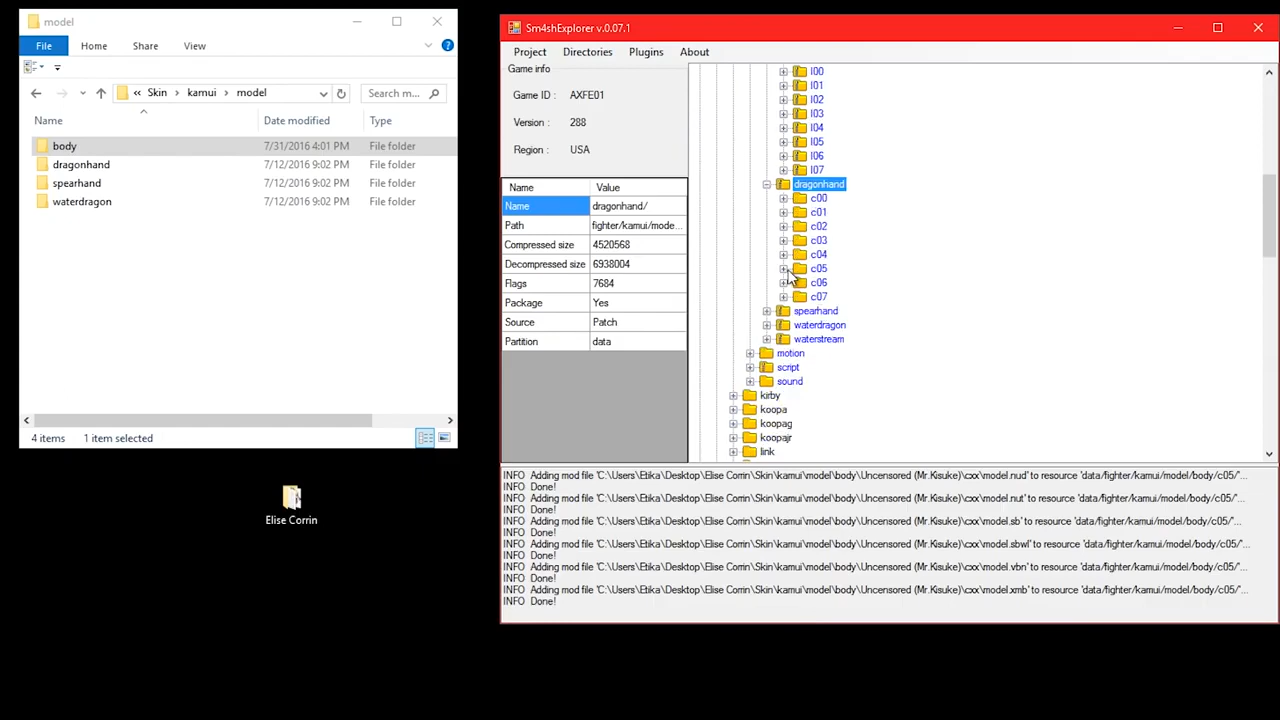 model
File Home Share View
« Skin kamui model Search m...
Name Date modified Type
body 7/31/2016 4:01 PM File folder
dragonhand 7/12/2016 9:02 PM File folder
spearhand 7/12/2016 9:02 PM File folder
waterdragon 7/12/2016 9:02 PM File folder
4 items 1 item selected
Elise Corrin
Sm4shExplorer v.0.07.1
Project Directories Plugins About
Game info
Game ID : AXFE01
Version : 288
Region : USA
Name Value
Name dragonhand/
Path fighter/kamui/mode...
Compressed size 4520568
Decompressed size 6938004
Flags 7684
Package Yes
Source Patch
Partition data
l00
l01
l02
l03
l04
l05
l06
l07
dragonhand
c00
c01
c02
c03
c04
c05
c06
c07
spearhand
waterdragon
waterstream
motion
script
sound
kirby
koopa
koopag
koopajr
link
INFO Adding mod file 'C:\Users\Etika\Desktop\Elise Corrin\Skin\kamui\model\body\Uncensored (Mr.Kisuke)\cxx\model.nud' to resource 'data/fighter/kamui/model/body/c05/'...
INFO Done!
INFO Adding mod file 'C:\Users\Etika\Desktop\Elise Corrin\Skin\kamui\model\body\Uncensored (Mr.Kisuke)\cxx\model.nut' to resource 'data/fighter/kamui/model/body/c05/'...
INFO Done!
INFO Adding mod file 'C:\Users\Etika\Desktop\Elise Corrin\Skin\kamui\model\body\Uncensored (Mr.Kisuke)\cxx\model.sb' to resource 'data/fighter/kamui/model/body/c05/'...
INFO Done!
INFO Adding mod file 'C:\Users\Etika\Desktop\Elise Corrin\Skin\kamui\model\body\Uncensored (Mr.Kisuke)\cxx\model.sbwl' to resource 'data/fighter/kamui/model/body/c05/'...
INFO Done!
INFO Adding mod file 'C:\Users\Etika\Desktop\Elise Corrin\Skin\kamui\model\body\Uncensored (Mr.Kisuke)\cxx\model.vbn' to resource 'data/fighter/kamui/model/body/c05/'...
INFO Done!
INFO Adding mod file 'C:\Users\Etika\Desktop\Elise Corrin\Skin\kamui\model\body\Uncensored (Mr.Kisuke)\cxx\model.xmb' to resource 'data/fighter/kamui/model/body/c05/'...
INFO Done!